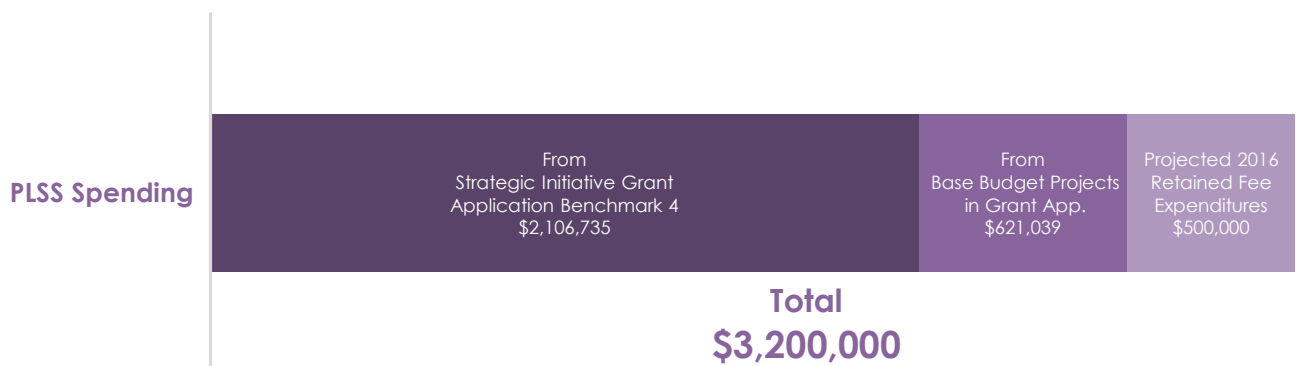 PLSS Spending
From
Strategic Initiative Grant
Application Benchmark 4
$2,106,735
From
Base Budget Projects
in Grant App.
$621,039
Projected 2016
Retained Fee
Expenditures
$500,000
Total
$3,200,000